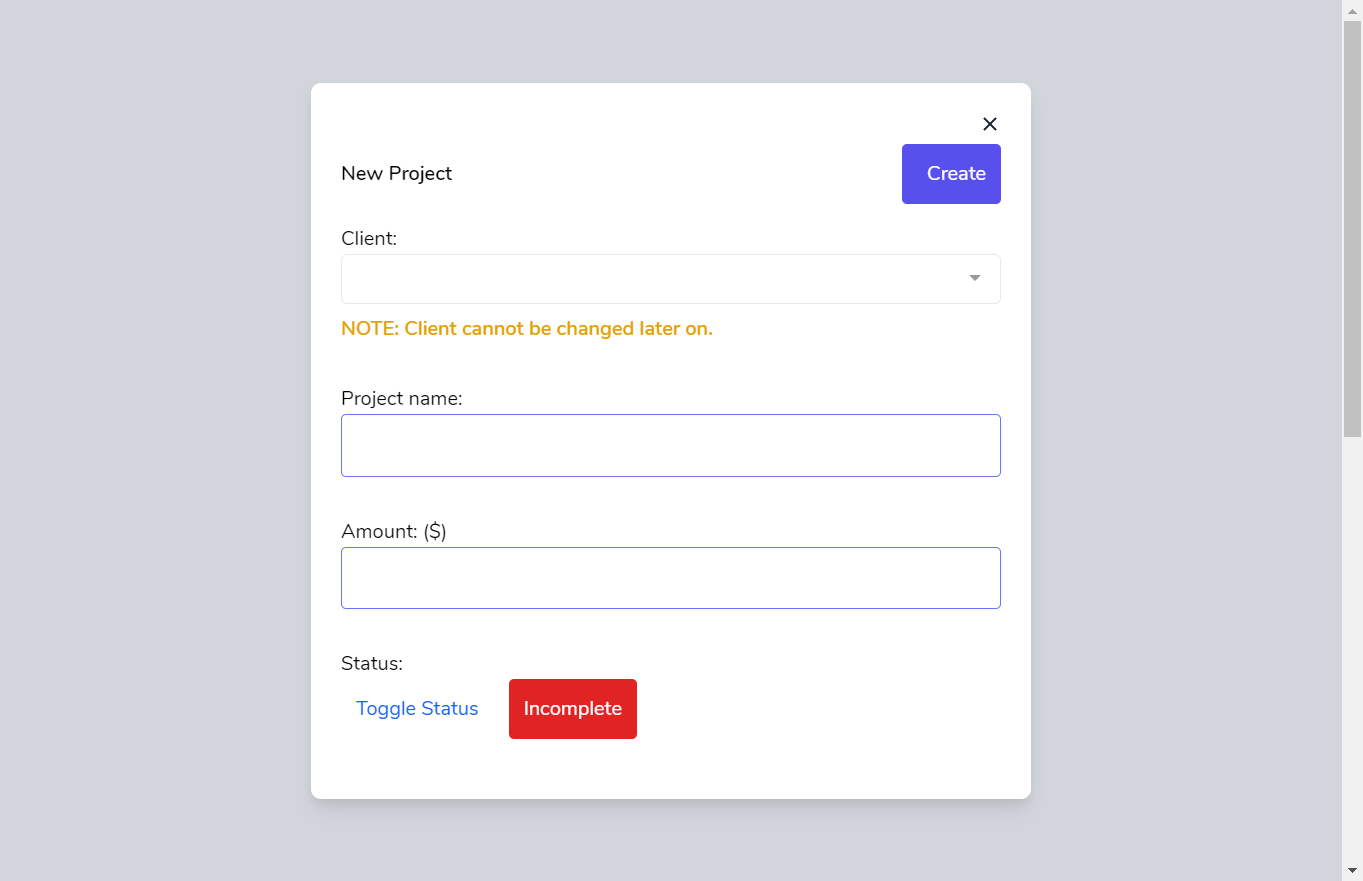 New Project
Create
Client:
NOTE: Client cannot be changed later on.
Project name:
Amount: ($)
Status:
Toggle Status
Incomplete